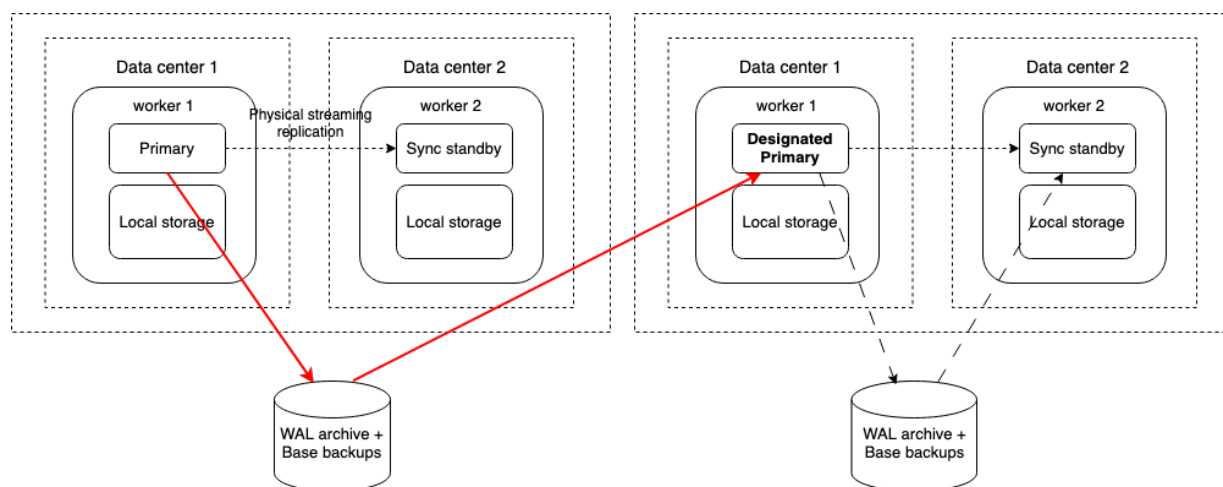 Data center 1
worker 1
Primary
Local storage
Physical streaming
replication
Data center 2
worker 2
Sync standby
Local storage
WAL archive +
Base backups
Data center 1
worker 1
Designated
Primary
Local storage
Data center 2
worker 2
Sync standby
Local storage
WAL archive +
Base backups